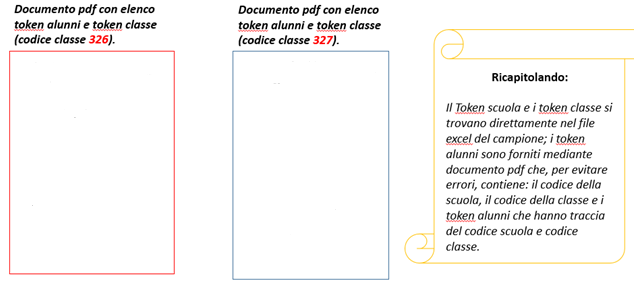 Documento pdf con elenco
token alunni e token classe
(codice classe 326).
Documento pdf con elenco
token alunni e token classe
(codice classe 327).
Ricapitolando:
Il Token scuola e i token classe si
trovano direttamente nel file
excel del campione; i token
alunni sono forniti mediante
documento pdf che, per evitare
errori, contiene: il codice della
scuola, il codice della classe e i
token alunni che hanno traccia
del codice scuola e codice
classe.